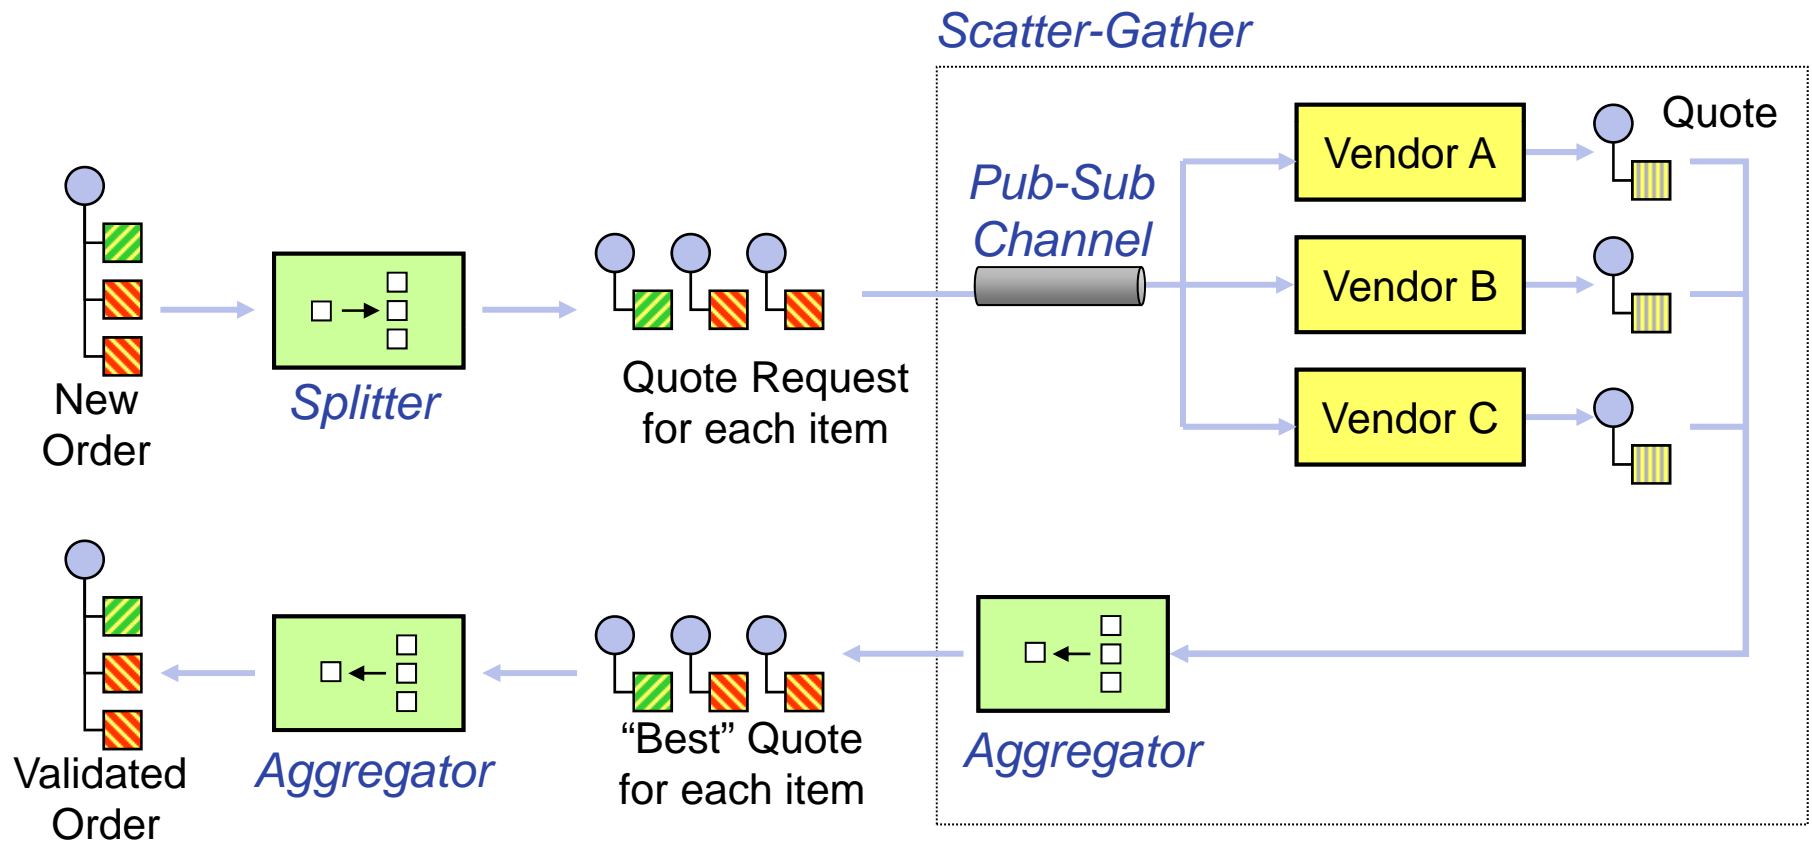 Scatter-Gather
Quote
Vendor A
Pub-Sub
Channel
Vendor B
Vendor C
New
Order
Splitter
Quote Request
for each item
Validated
Order
Aggregator
“Best” Quote
for each item
Aggregator